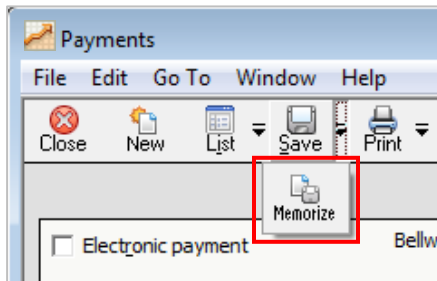 Payments
File Edit Go To Window Help
Close New List Save Print
Memorize
Electronic payment Bellw